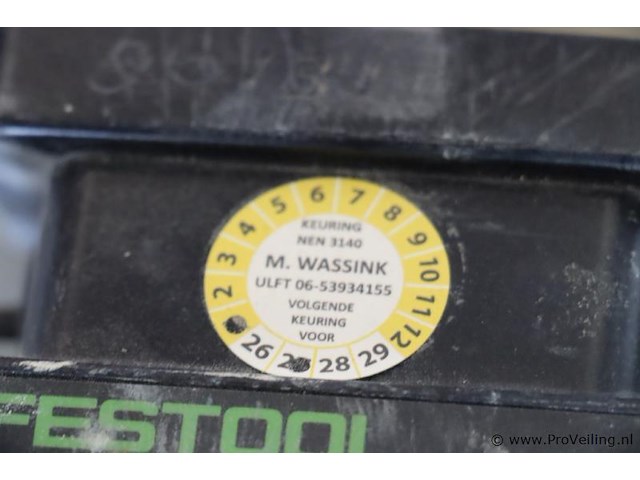 2 3 4 5 6 7 8 9 10 11 12
KEURING
NEN 3140
M. WASSINK
ULFT 06-53934155
VOLGENDE
KEURING
VOOR
26 2 28 29
FESTOOL
© www.ProVeiling.nl